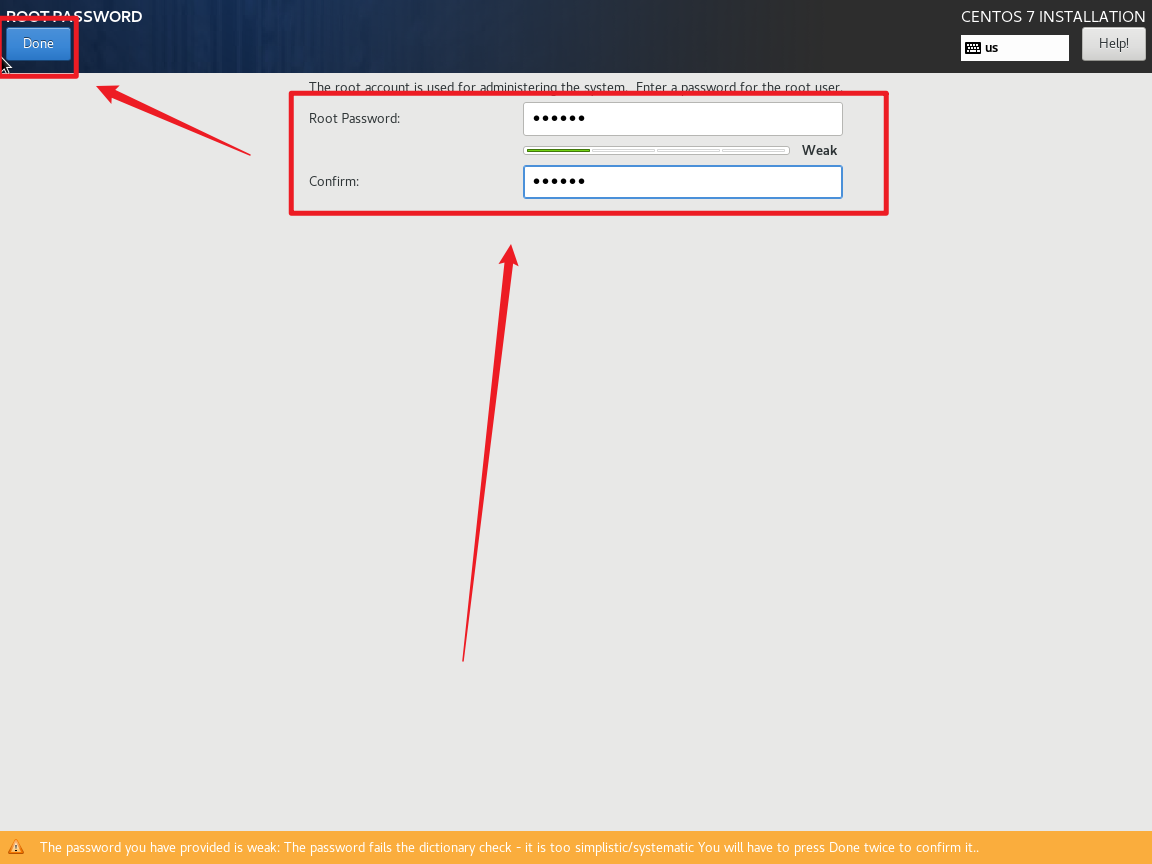 ROOT PASSWORD
CENTOS 7 INSTALLATION
Done
us
Help!
The root account is used for administering the system. Enter a password for the root user.
Root Password: ••••••
Weak
Confirm: ••••••
The password you have provided is weak: The password fails the dictionary check - it is too simplistic/systematic You will have to press Done twice to confirm it..